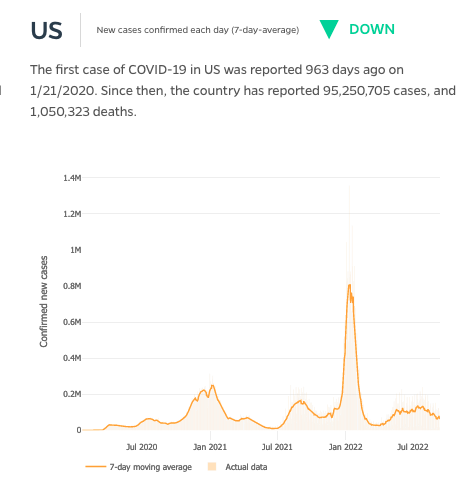 US
New cases confirmed each day (7-day-average)
DOWN
The first case of COVID-19 in US was reported 963 days ago on
1/21/2020. Since then, the country has reported 95,250,705 cases, and
1,050,323 deaths.
1.4M
1.2M
1M
0.8M
0.6M
0.4M
0.2M
0
Confirmed new cases
Jul 2020
Jan 2021
Jul 2021
Jan 2022
Jul 2022
7-day moving average
Actual data